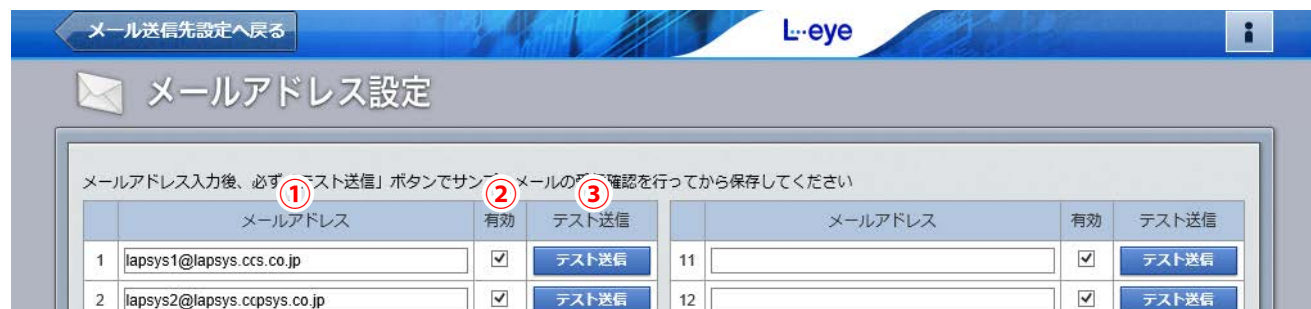 メール送信先設定へ戻る
L-eye
メールアドレス設定
メールアドレス入力後、必ず テスト送信」ボタンでサン メールの 確認を行ってから保存してください
① ② ③
メールアドレス 有効 テスト送信 メールアドレス 有効 テスト送信
1 lapsys1@lapsys.ccs.co.jp テスト送信 11 テスト送信
2 lapsys2@lapsys.ccpsys.co.jp テスト送信 12 テスト送信